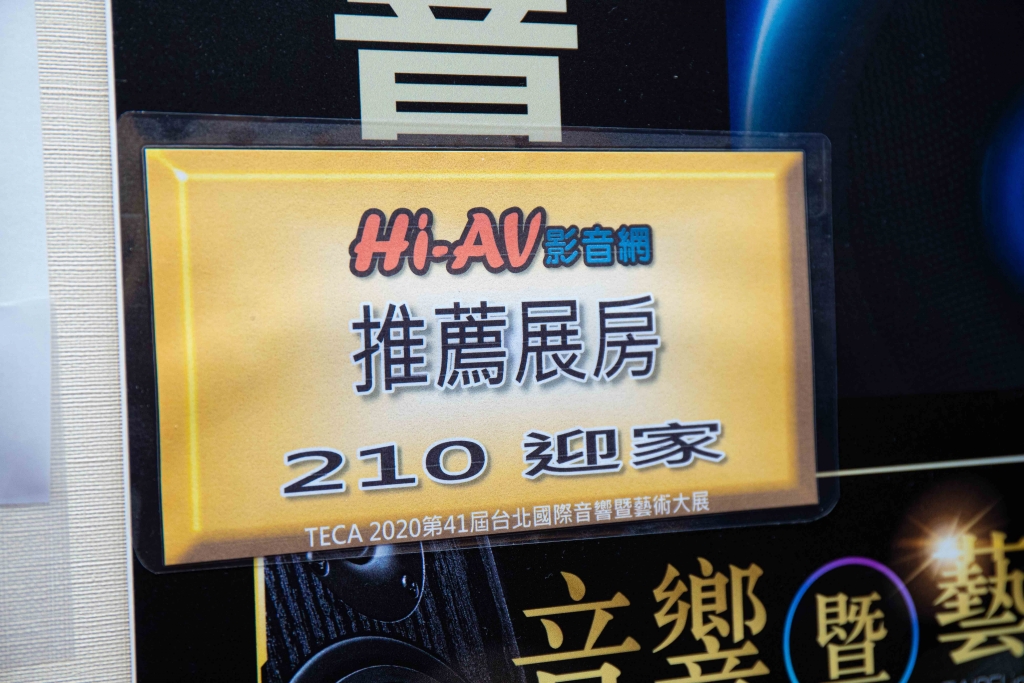 音
Hi-AV影音網
推薦展房
210 迎家
TECA 2020第41屆台北國際音響暨藝術大展
音響暨藝